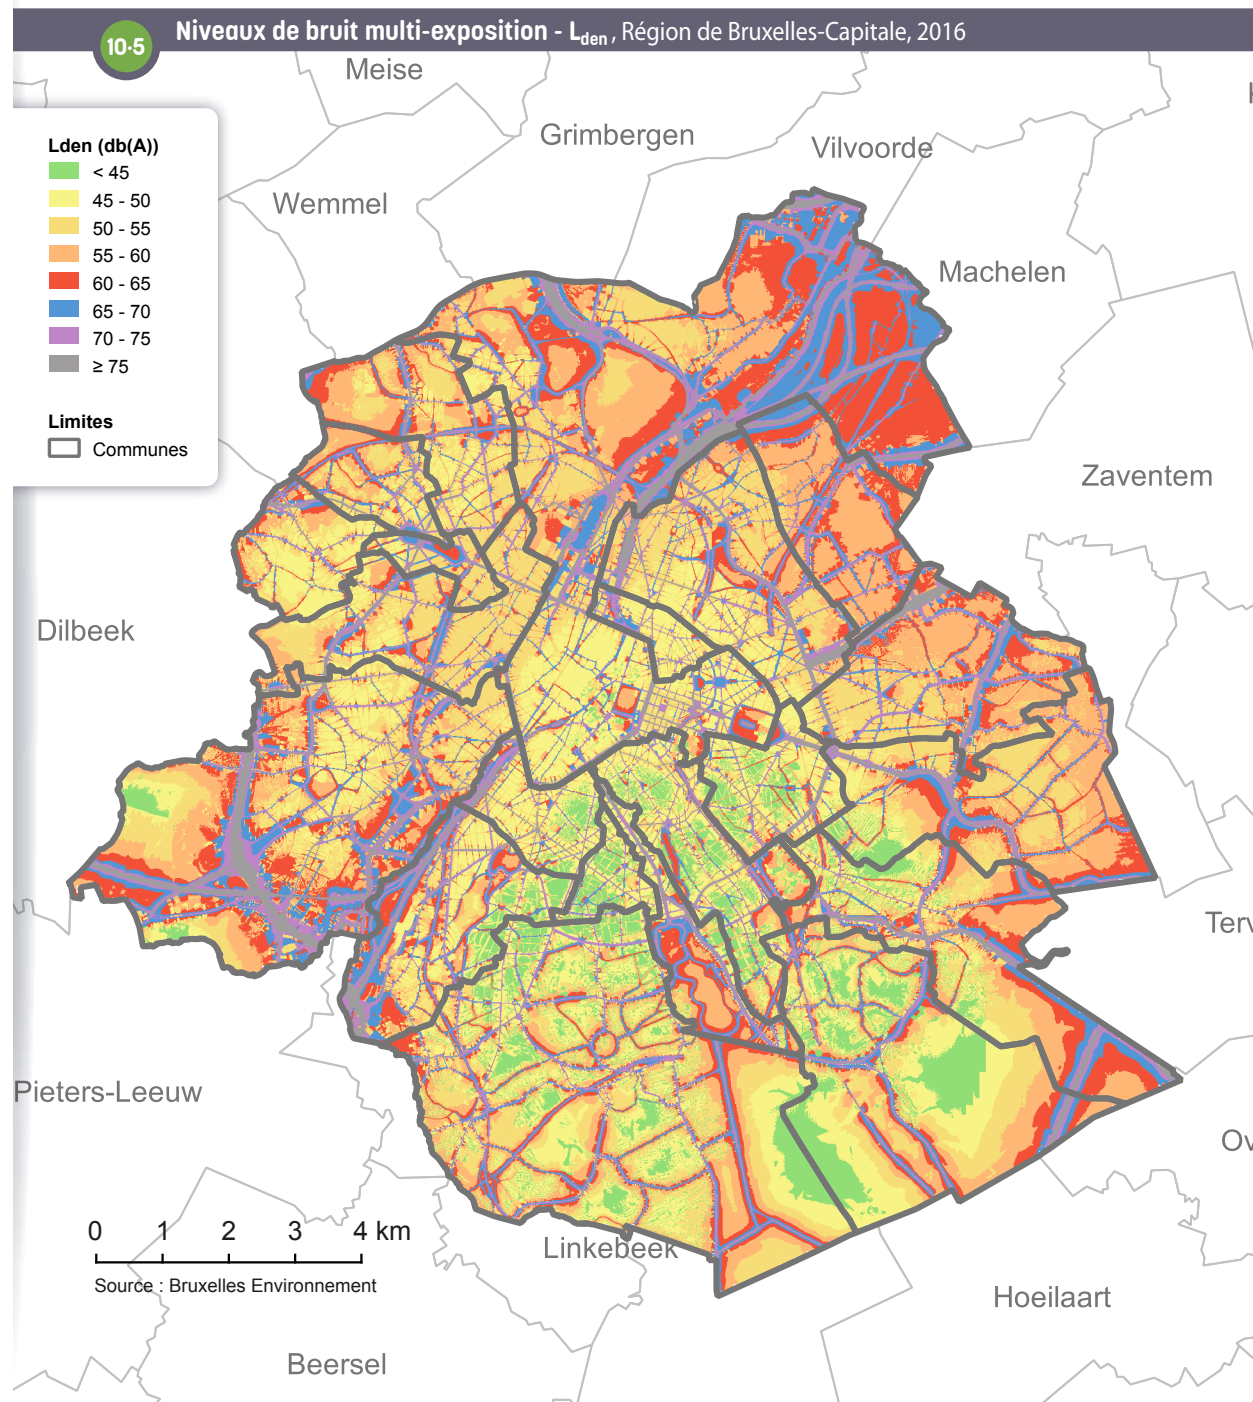 10·5
Niveaux de bruit multi-exposition - Lden, Région de Bruxelles-Capitale, 2016
Meise
Grimbergen
Vilvoorde
Wemmel
Machelen
Zaventem
Dilbeek
Terv
Pieters-Leeuw
Ov
Linkebeek
Hoeilaart
Beersel
Lden (db(A))
< 45
45 - 50
50 - 55
55 - 60
60 - 65
65 - 70
70 - 75
≥ 75
Limites
Communes
0 1 2 3 4 km
Source : Bruxelles Environnement